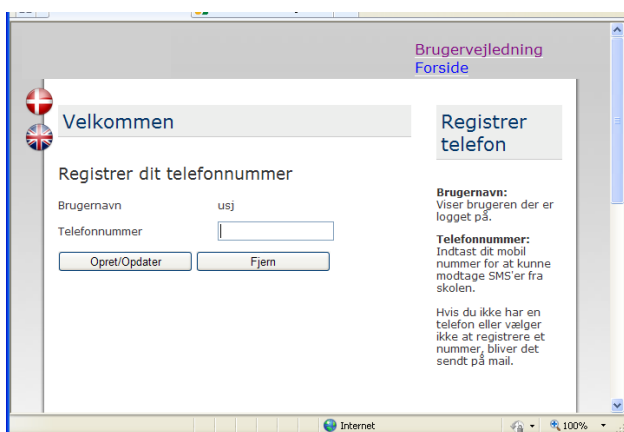 Brugervejledning
Forside
Velkommen
Registrer dit telefonnummer
Brugernavn usj
Telefonnummer
Opret/Opdater Fjern
Registrer
telefon
Brugernavn:
Viser brugeren der er
logget på.
Telefonnummer:
Indtast dit mobil
nummer for at kunne
modtage SMS'er fra
skolen.
Hvis du ikke har en
telefon eller vælger
ikke at registrere et
nummer, bliver det
sendt på mail.
Internet 100%